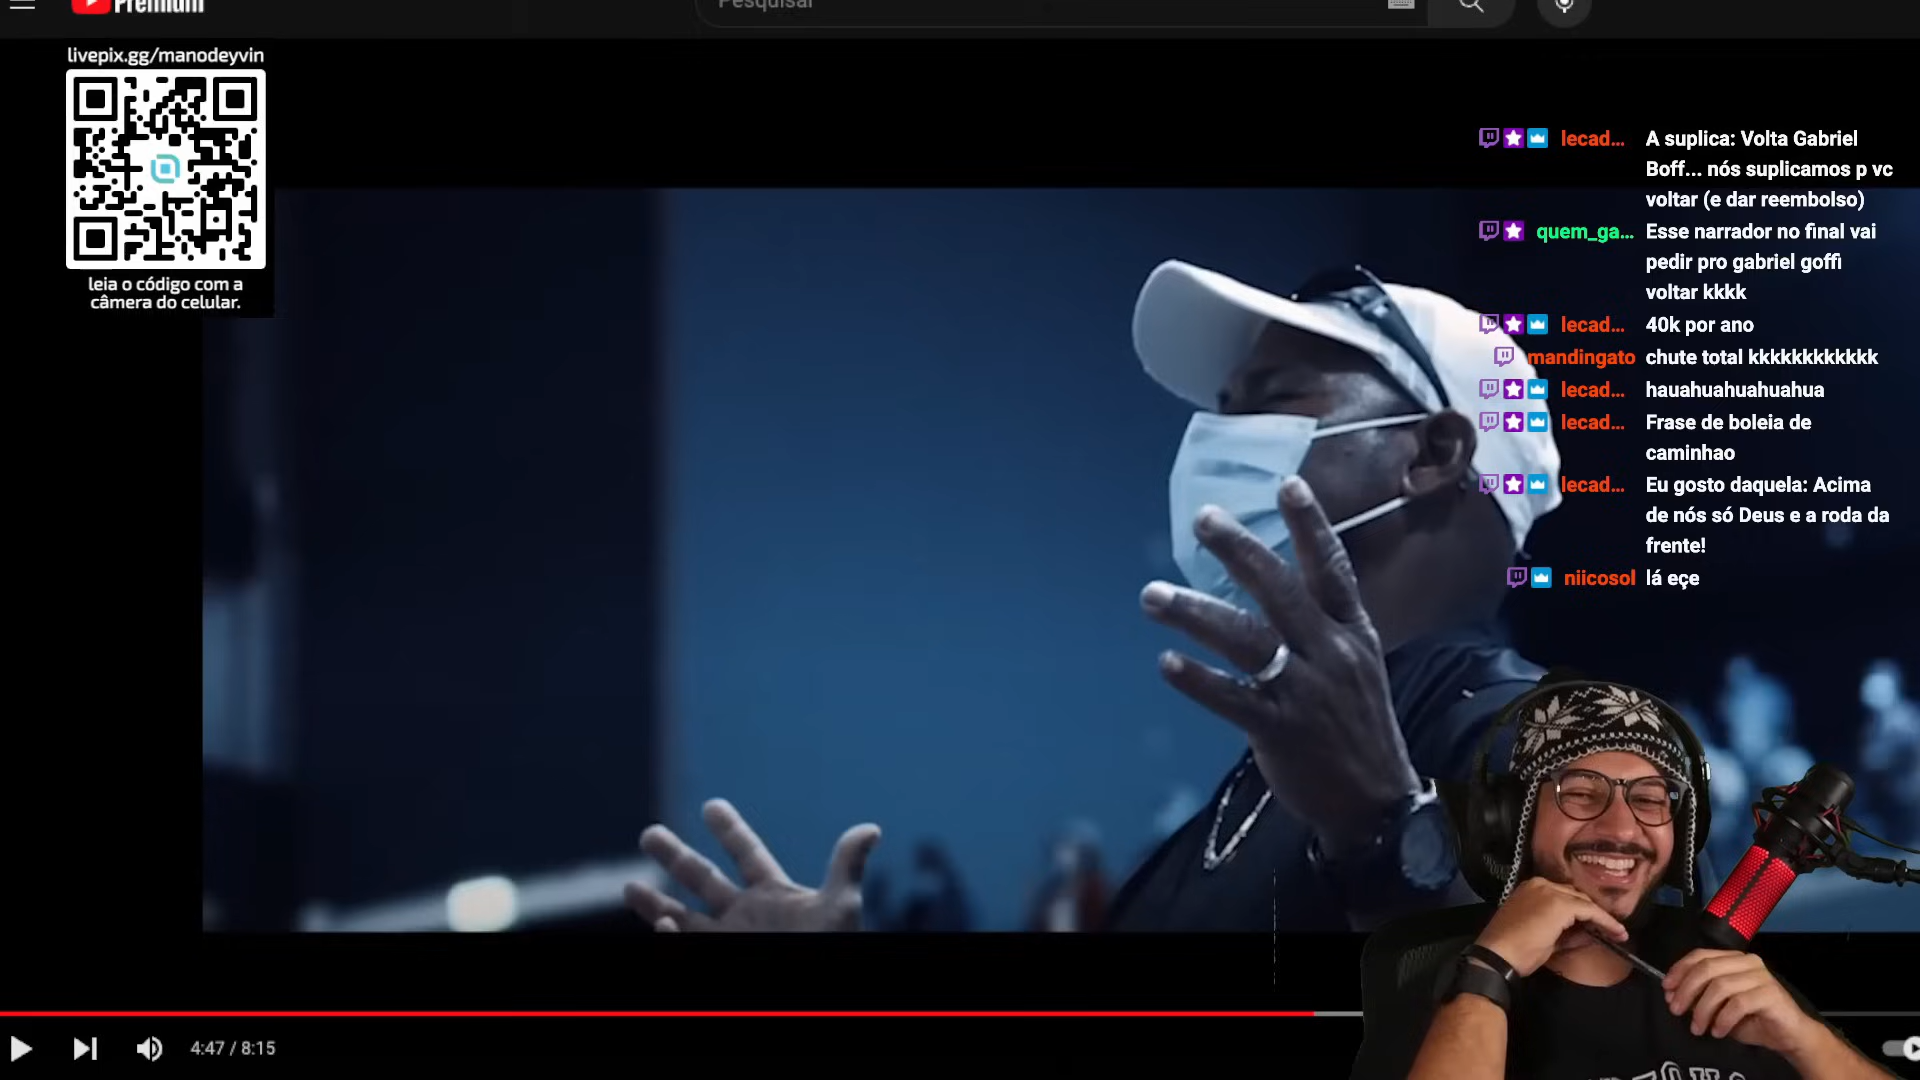 Premium
Pesquisar
livepix.gg/manodeyvin
leia o código com a
câmera do celular.
lecad... A suplica: Volta Gabriel
Boff... nós suplicamos p vc
voltar (e dar reembolso)
quem_ga... Esse narrador no final vai
pedir pro gabriel goffi
voltar kkkk
lecad... 40k por ano
mandingato chute total kkkkkkkkkkkk
lecad... hauahuahuahuahua
lecad... Frase de boleia de
caminhao
lecad... Eu gosto daquela: Acima
de nós só Deus e a roda da
frente!
niicosol lá eçe
4:47 / 8:15